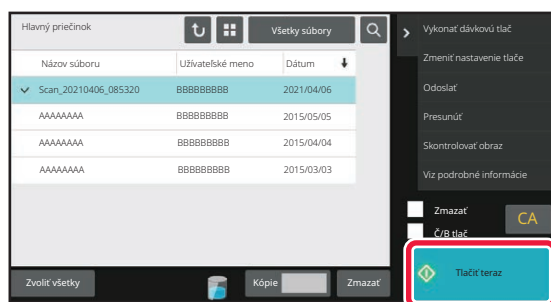 Hlavný priečinok
Všetky súbory
Názov súboru Užívateľské meno Dátum
Scan_20210406_085320 BBBBBBBBB 2021/04/06
AAAAAAAA BBBBBBBBB 2015/05/05
AAAAAAAA BBBBBBBBB 2015/04/04
AAAAAAAA BBBBBBBBB 2015/03/03
Zvoliť všetky
Kópie
Zmazať
Vykonať dávkovú tlač
Zmeniť nastavenie tlače
Odoslať
Presunúť
Skontrolovať obraz
Viz podrobné informácie
Zmazať
Č/B tlač
CA
Tlačiť teraz